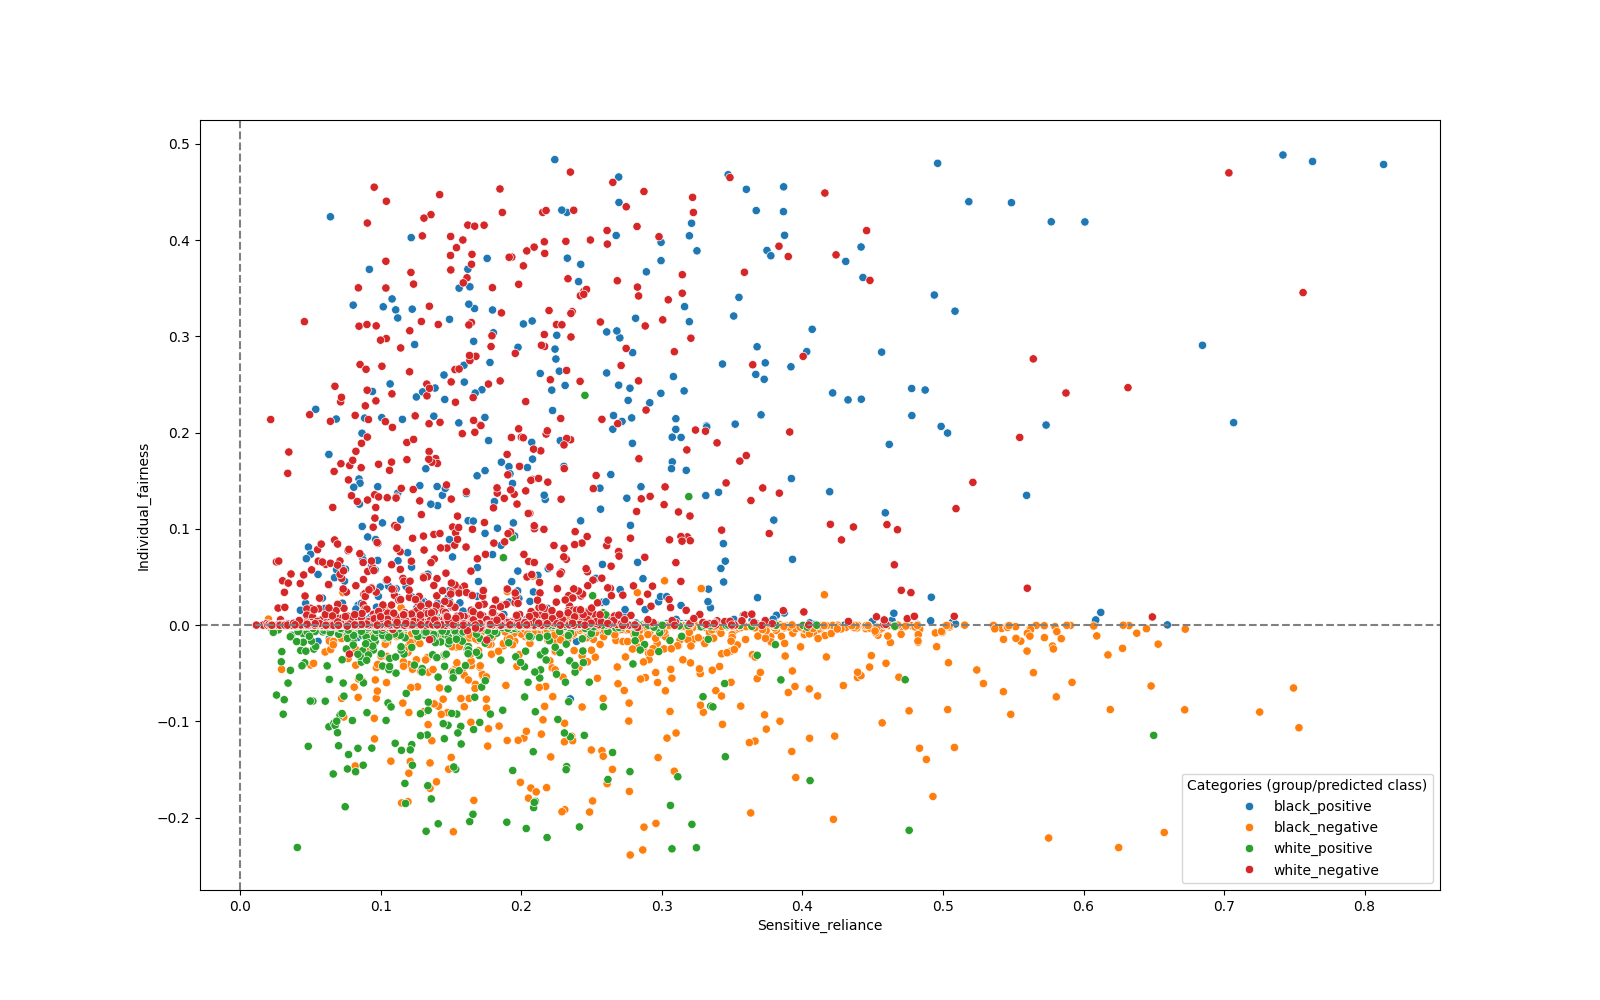 0.5
0.4
0.3
0.2
0.1
0.0
−0.1
−0.2
Individual_fairness
0.0 0.1 0.2 0.3 0.4 0.5 0.6 0.7 0.8
Sensitive_reliance
Categories (group/predicted class)
black_positive
black_negative
white_positive
white_negative